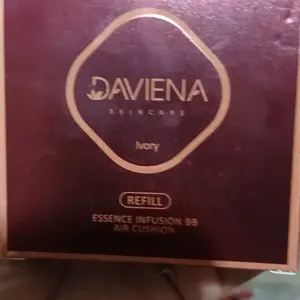 DAVIENA
SKINCARE
Ivory
REFILL
ESSENCE INFUSION BB
AIR CUSHION